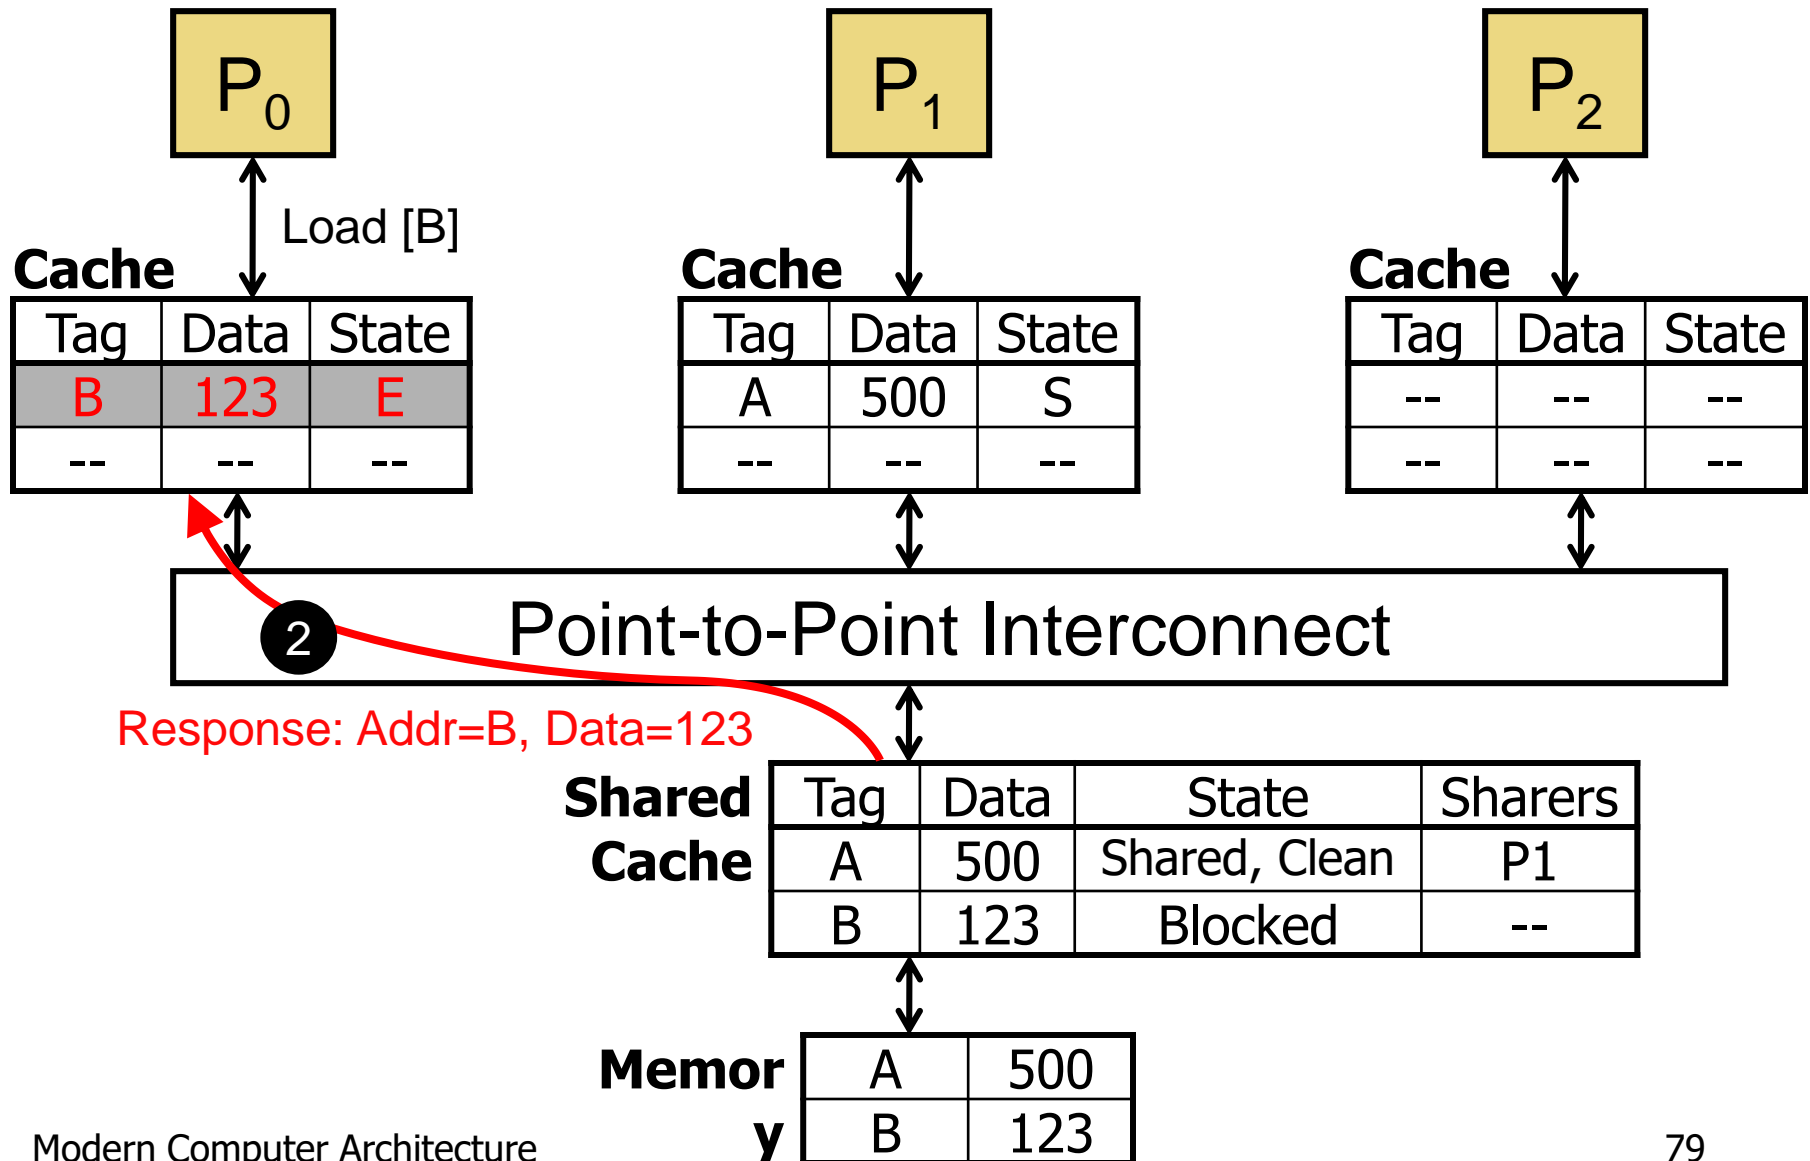 P0 P1 P2
Load [B]
Cache Cache Cache
Tag Data State Tag Data State Tag Data State
B 123 E A 500 S -- -- --
-- -- -- -- -- -- -- -- --
Point-to-Point Interconnect
2
Response: Addr=B, Data=123
Shared Tag Data State Sharers
Cache A 500 Shared, Clean P1
B 123 Blocked --
Memor A 500
y B 123
Modern Computer Architecture 79